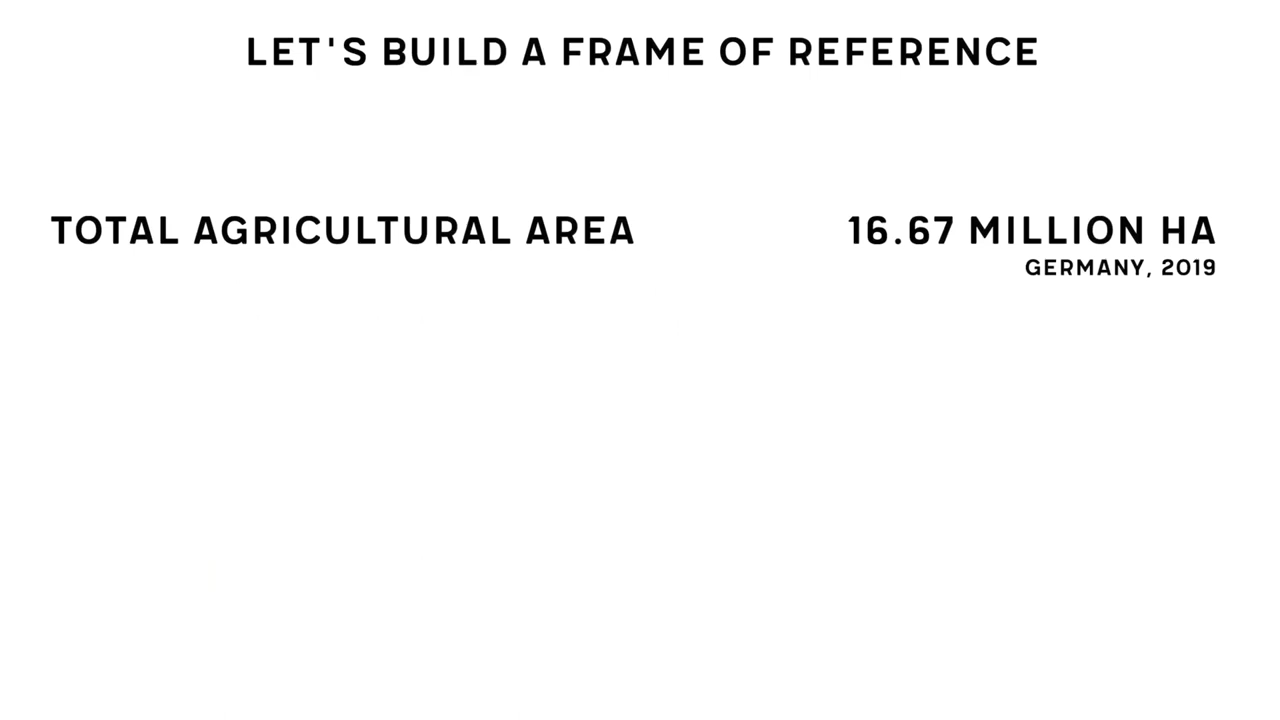 LET'S BUILD A FRAME OF REFERENCE
TOTAL AGRICULTURAL AREA 16.67 MILLION HA
GERMANY, 2019